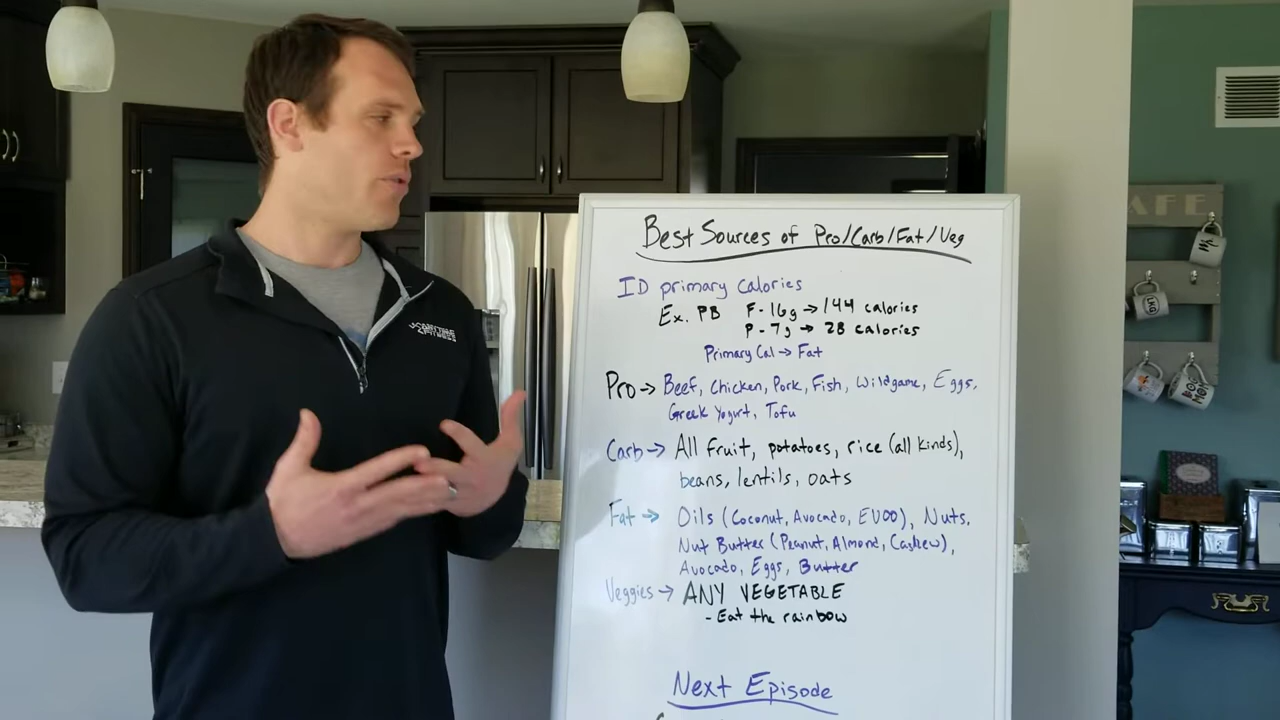 Best Sources of Pro/Carb/Fat/Veg
ID primary calories
Ex. PB F-16g → 144 calories
P-7g → 28 calories
Primary Cal → Fat
Pro → Beef, Chicken, Pork, Fish, Wildgame, Eggs,
Greek Yogurt, Tofu
Carb → All fruit, potatoes, rice (all kinds),
beans, lentils, oats
Fat → Oils (Coconut, Avocado, EVOO), Nuts,
Nut Butter (Peanut, Almond, Cashew),
Avocado, Eggs, Butter
Veggies → ANY VEGETABLE
- Eat the rainbow
Next Episode
FITNESS
AFE